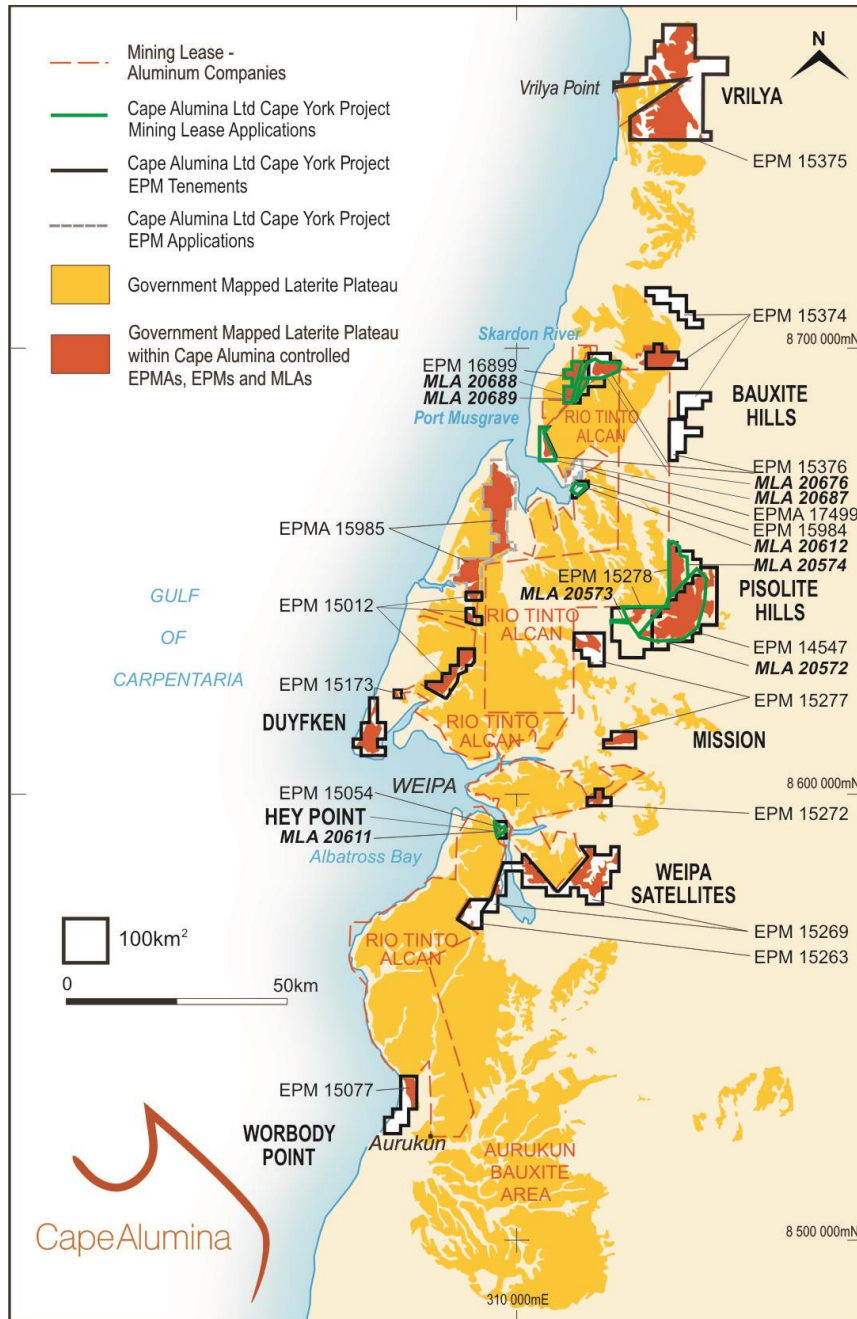 Mining Lease -
Aluminum Companies
Cape Alumina Ltd Cape York Project
Mining Lease Applications
Cape Alumina Ltd Cape York Project
EPM Tenements
Cape Alumina Ltd Cape York Project
EPM Applications
Government Mapped Laterite Plateau
Government Mapped Laterite Plateau
within Cape Alumina controlled
EPMAs, EPMs and MLAs
N
Vrilya Point
VRILYA
EPM 15375
EPM 15374
8 700 000mN
Skardon River
EPM 16899
MLA 20688
MLA 20689
Port Musgrave
RIO TINTO
ALCAN
BAUXITE
HILLS
EPM 15376
MLA 20676
MLA 20687
EPMA 17499
EPM 15984
MLA 20612
MLA 20574
EPMA 15985
EPM 15278
MLA 20573
PISOLITE
HILLS
EPM 15012
RIO TINTO
ALCAN
GULF
OF
CARPENTARIA
EPM 14547
MLA 20572
EPM 15173
EPM 15277
DUYFKEN
RIO TINTO
ALCAN
MISSION
WEIPA
8 600 000mN
EPM 15054
HEY POINT
MLA 20611
EPM 15272
Albatross Bay
WEIPA
SATELLITES
100km²
0
50km
RIO TINTO
ALCAN
EPM 15269
EPM 15263
EPM 15077
WORBODY
POINT
Aurukun
AURUKUN
BAUXITE
AREA
CapeAlumina
8 500 000mN
310 000mE